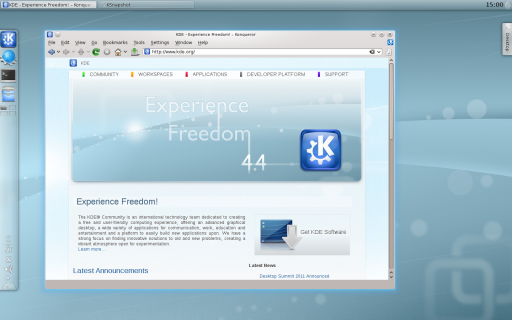 KDE - Experience Freedom! - Konqu
KSnapshot
15:00
Desktop
KDE - Experience Freedom! - Konqueror
File Edit View Go Bookmarks Tools Settings Window Help
http://www.kde.org/
KDE
COMMUNITY WORKSPACES APPLICATIONS DEVELOPER PLATFORM SUPPORT
Experience
Freedom
4.4
Experience Freedom!
The KDE® Community is an international technology team dedicated to creating
a free and user-friendly computing experience, offering an advanced graphical
desktop, a wide variety of applications for communication, work, education and
entertainment and a platform to easily build new applications upon. We have a
strong focus on finding innovative solutions to old and new problems, creating a
vibrant atmosphere open for experimentation.
Learn more...
Get KDE Software
Latest Announcements
Latest News
Desktop Summit 2011 Announced